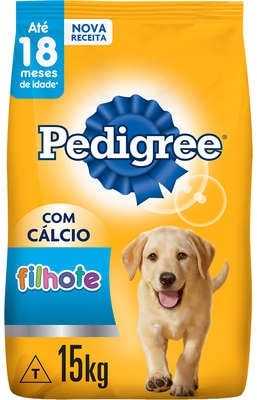 Até
18
meses
de idade*
NOVA
RECEITA
Pedigree®
COM
CÁLCIO
filhote
T
15kg